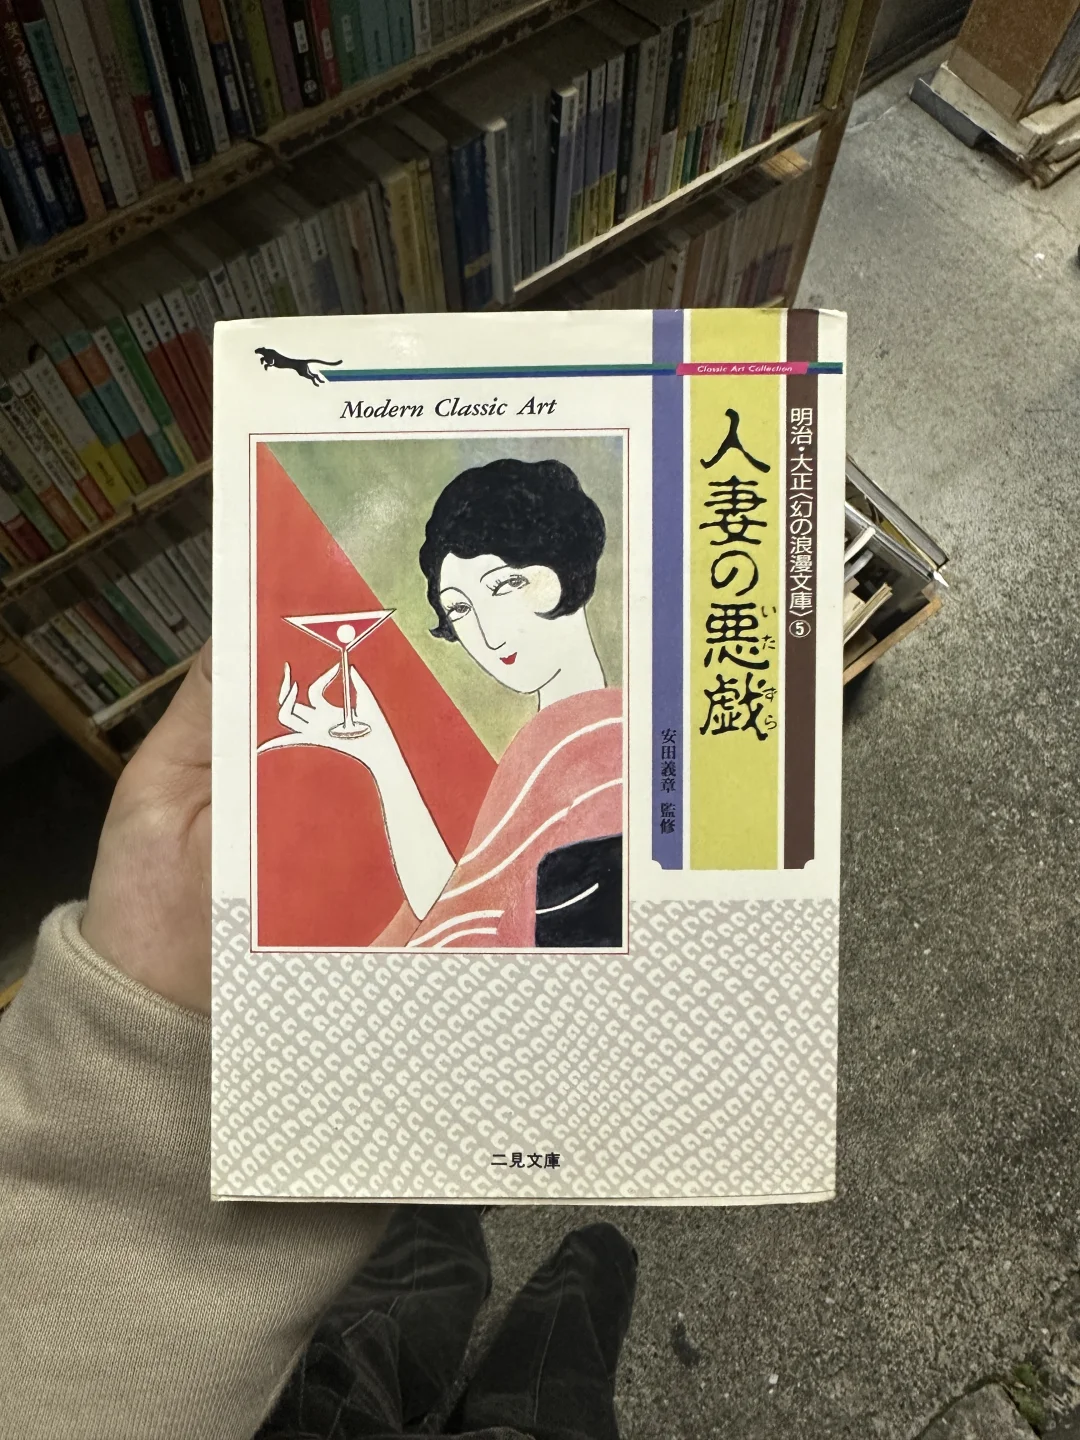 Modern Classic Art
Classic Art Collection
明治・大正〈幻の浪漫文庫〉⑤
人妻の悪戯
いたずら
安田義章 監修
二見文庫